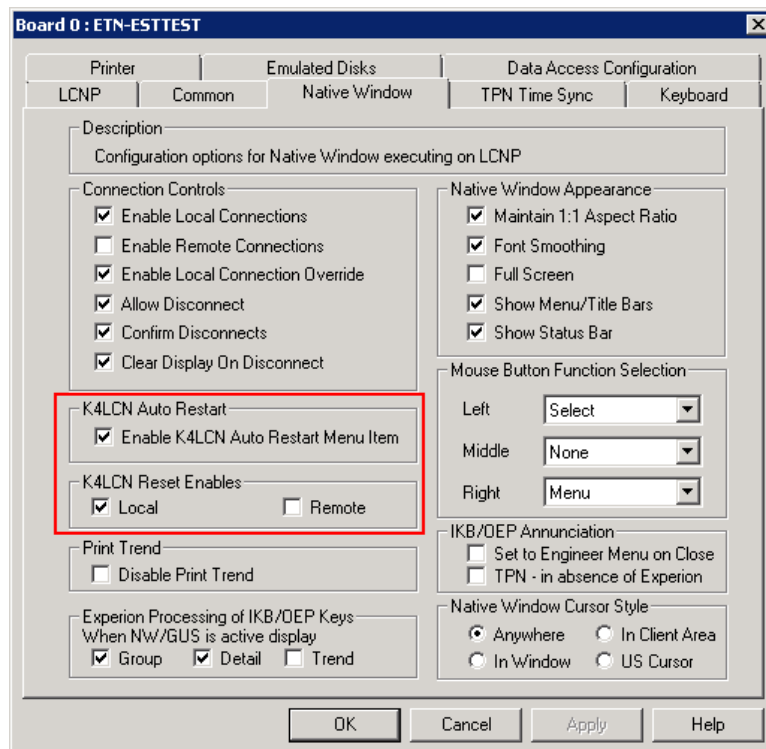 Board 0 : ETN-ESTTEST
Printer Emulated Disks Data Access Configuration
LCNP Common Native Window TPN Time Sync Keyboard
Description
Configuration options for Native Window executing on LCNP
Connection Controls
Enable Local Connections
Enable Remote Connections
Enable Local Connection Override
Allow Disconnect
Confirm Disconnects
Clear Display On Disconnect
K4LCN Auto Restart
Enable K4LCN Auto Restart Menu Item
K4LCN Reset Enables
Local Remote
Print Trend
Disable Print Trend
Experion Processing of IKB/OEP Keys
When NW/GUS is active display
Group Detail Trend
Native Window Appearance
Maintain 1:1 Aspect Ratio
Font Smoothing
Full Screen
Show Menu/Title Bars
Show Status Bar
Mouse Button Function Selection
Left Select
Middle None
Right Menu
IKB/OEP Annunciation
Set to Engineer Menu on Close
TPN - in absence of Experion
Native Window Cursor Style
Anywhere In Client Area
In Window US Cursor
OK Cancel Apply Help